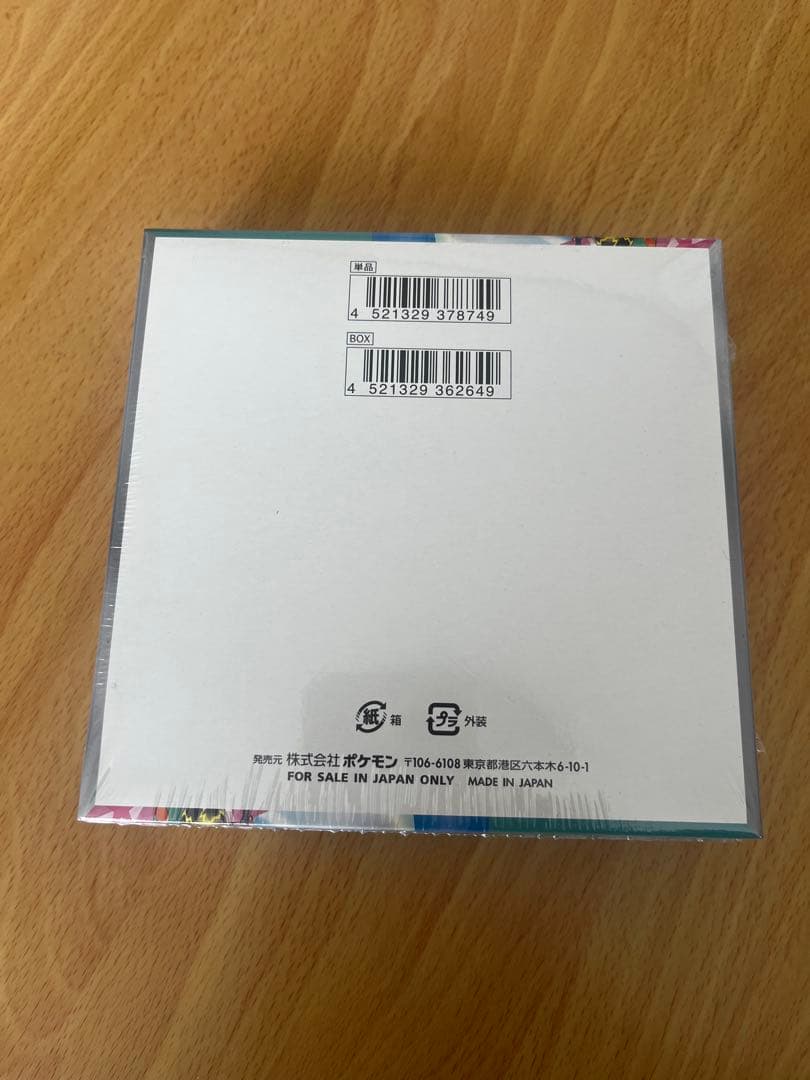 単品
4 521329 378749
BOX
4 521329 362649
紙 箱 プラ 外装
発売元 株式会社 ポケモン 〒106-6108 東京都港区六本木6-10-1
FOR SALE IN JAPAN ONLY MADE IN JAPAN